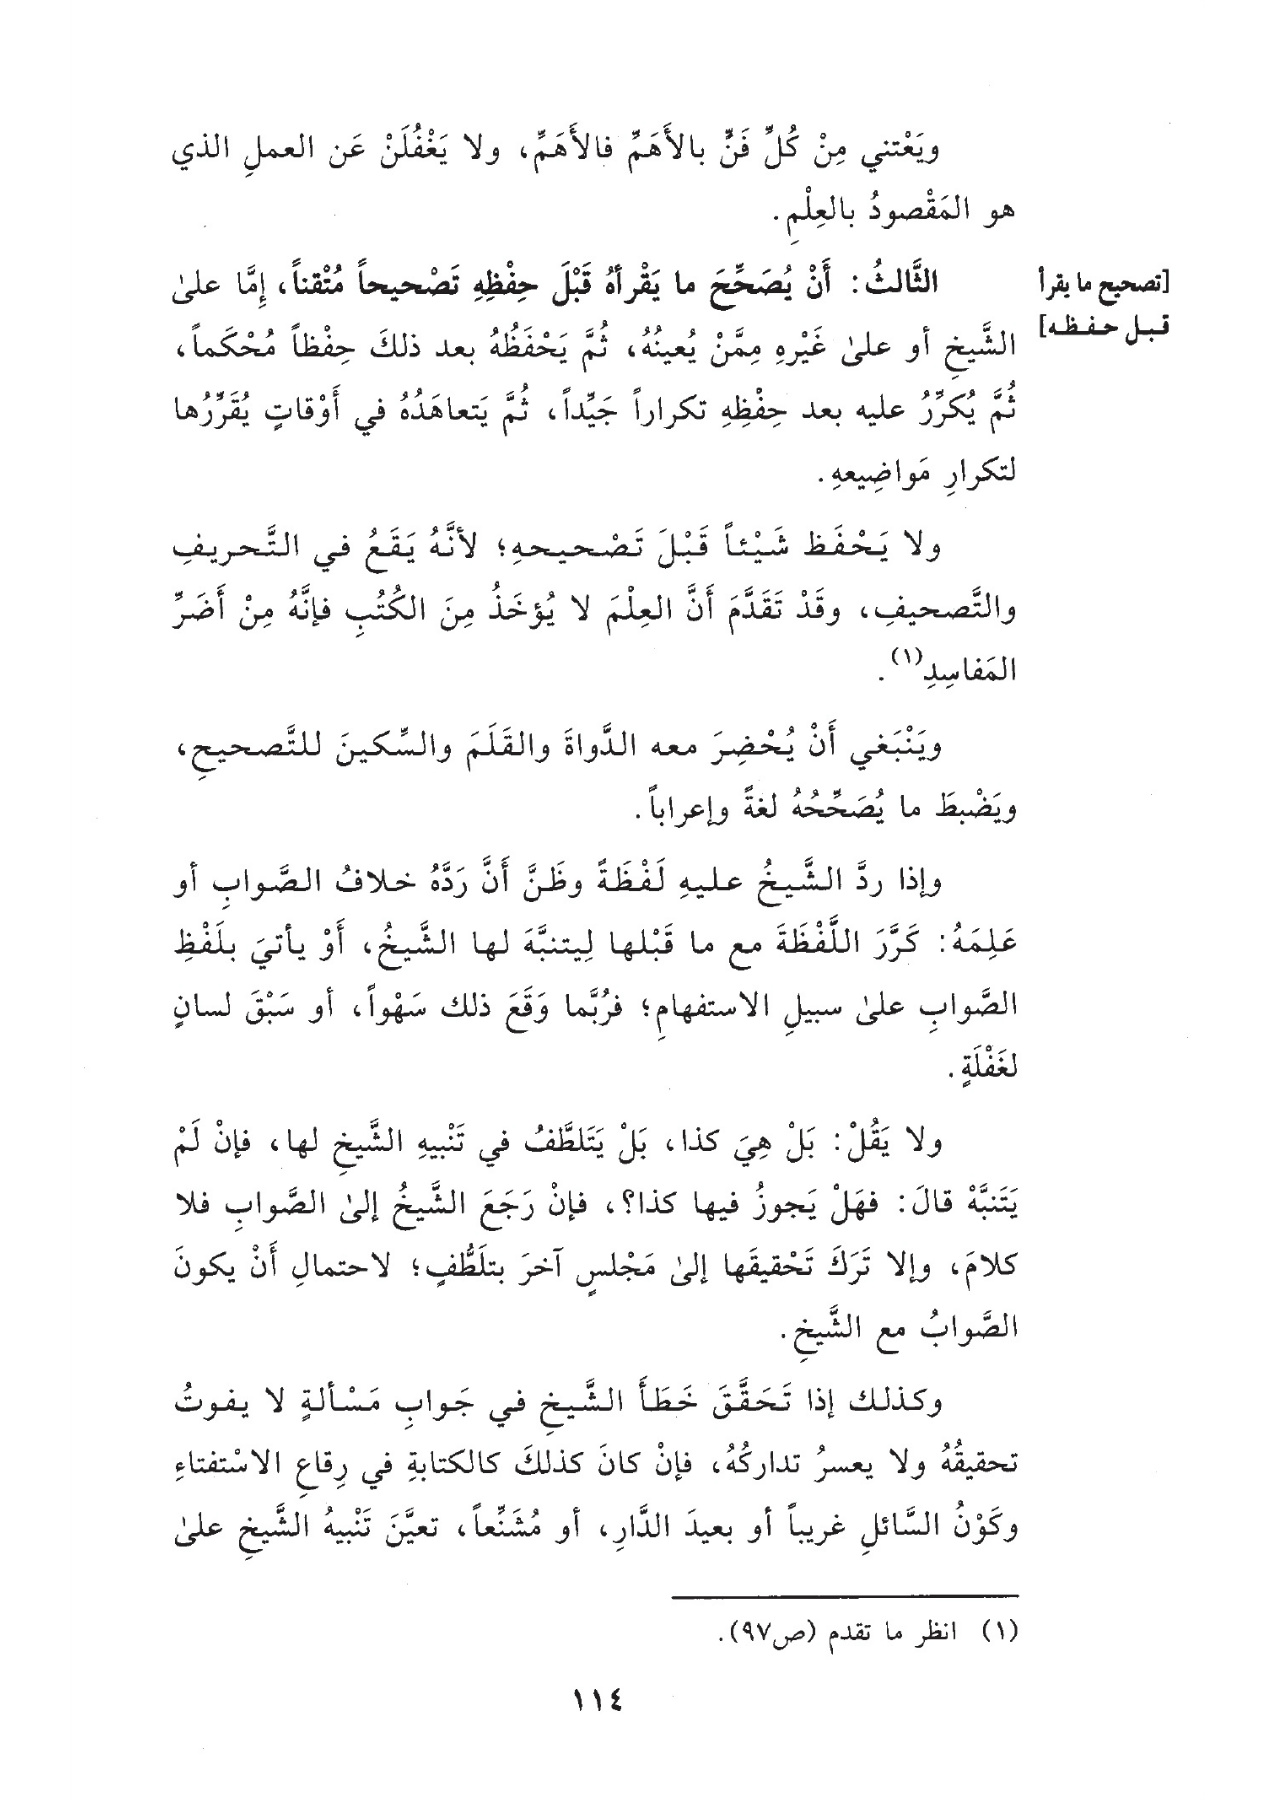 ويَعْتني مِنْ كُلِّ فَنٍّ بالأَهَمِّ فالأَهَمِّ، ولا يَغْفُلَنْ عَن العملِ الذي
هو المَقْصودُ بالعِلْمِ.
[تصحيح ما يقرأ
قبل حفظه]
الثَّالثُ: أَنْ يُصَحِّحَ ما يَقْرأهُ قَبْلَ حِفْظِهِ تَصْحيحاً مُتْقناً، إِمَّا علىٰ
الشَّيخِ أو علىٰ غَيْرهِ مِمَّنْ يُعينُهُ، ثُمَّ يَحْفَظُهُ بعد ذلكَ حِفْظاً مُحْكَماً،
ثُمَّ يُكرِّرُ عليه بعد حِفْظِهِ تكراراً جَيِّداً، ثُمَّ يَتعاهَدُهُ في أَوْقاتٍ يُقَرِّرُها
لتكرارِ مَواضِيعهِ.
ولا يَحْفَظ شَيْئاً قَبْلَ تَصْحيحهِ؛ لأنَّهُ يَقَعُ في التَّحريفِ
والتَّصحيفِ، وقَدْ تَقَدَّمَ أَنَّ العِلْمَ لا يُؤخَذُ مِنَ الكُتُبِ فإنَّهُ مِنْ أَضَرِّ
المَفاسِدِ(١).
ويَنْبَغي أَنْ يُحْضِرَ معه الدَّواةَ والقَلَمَ والسِّكينَ للتَّصحيحِ،
ويَضْبطَ ما يُصَحِّحُهُ لغةً وإعراباً.
وإذا ردَّ الشَّيخُ عليهِ لَفْظَةً وظَنَّ أَنَّ رَدَّهُ خلافُ الصَّوابِ أو
عَلِمَهُ: كَرَّرَ اللَّفْظَةَ مع ما قَبْلها لِيتنبَّهَ لها الشَّيخُ، أَوْ يأتيَ بلَفْظِ
الصَّوابِ علىٰ سبيلِ الاستفهامِ؛ فرُبَّما وَقَعَ ذلك سَهْواً، أو سَبْقَ لسانٍ
لغَفْلَةٍ.
ولا يَقُلْ: بَلْ هِيَ كذا، بَلْ يَتَلطَّفُ في تَنْبيهِ الشَّيخِ لها، فإنْ لَمْ
يَتَنبَّهْ قالَ: فهَلْ يَجوزُ فيها كذا؟، فإنْ رَجَعَ الشَّيخُ إلىٰ الصَّوابِ فلا
كلامَ، وإلا تَرَكَ تَحْقيقَها إلىٰ مَجْلسٍ آخرَ بتلَطُّفٍ؛ لاحتمالِ أَنْ يكونَ
الصَّوابُ مع الشَّيخِ.
وكذلك إذا تَحَقَّقَ خَطَأَ الشَّيخِ في جَوابِ مَسْألةٍ لا يفوتُ
تحقيقُهُ ولا يعسرُ تداركُهُ، فإنْ كانَ كذلكَ كالكتابةِ في رِقاعِ الاسْتفتاءِ
وكَوْنُ السَّائلِ غريباً أو بعيدَ الدَّارِ، أو مُشَنِّعاً، تعيَّنَ تَنْبيهُ الشَّيخِ علىٰ
(١) انظر ما تقدم (ص٩٧).
١١٤